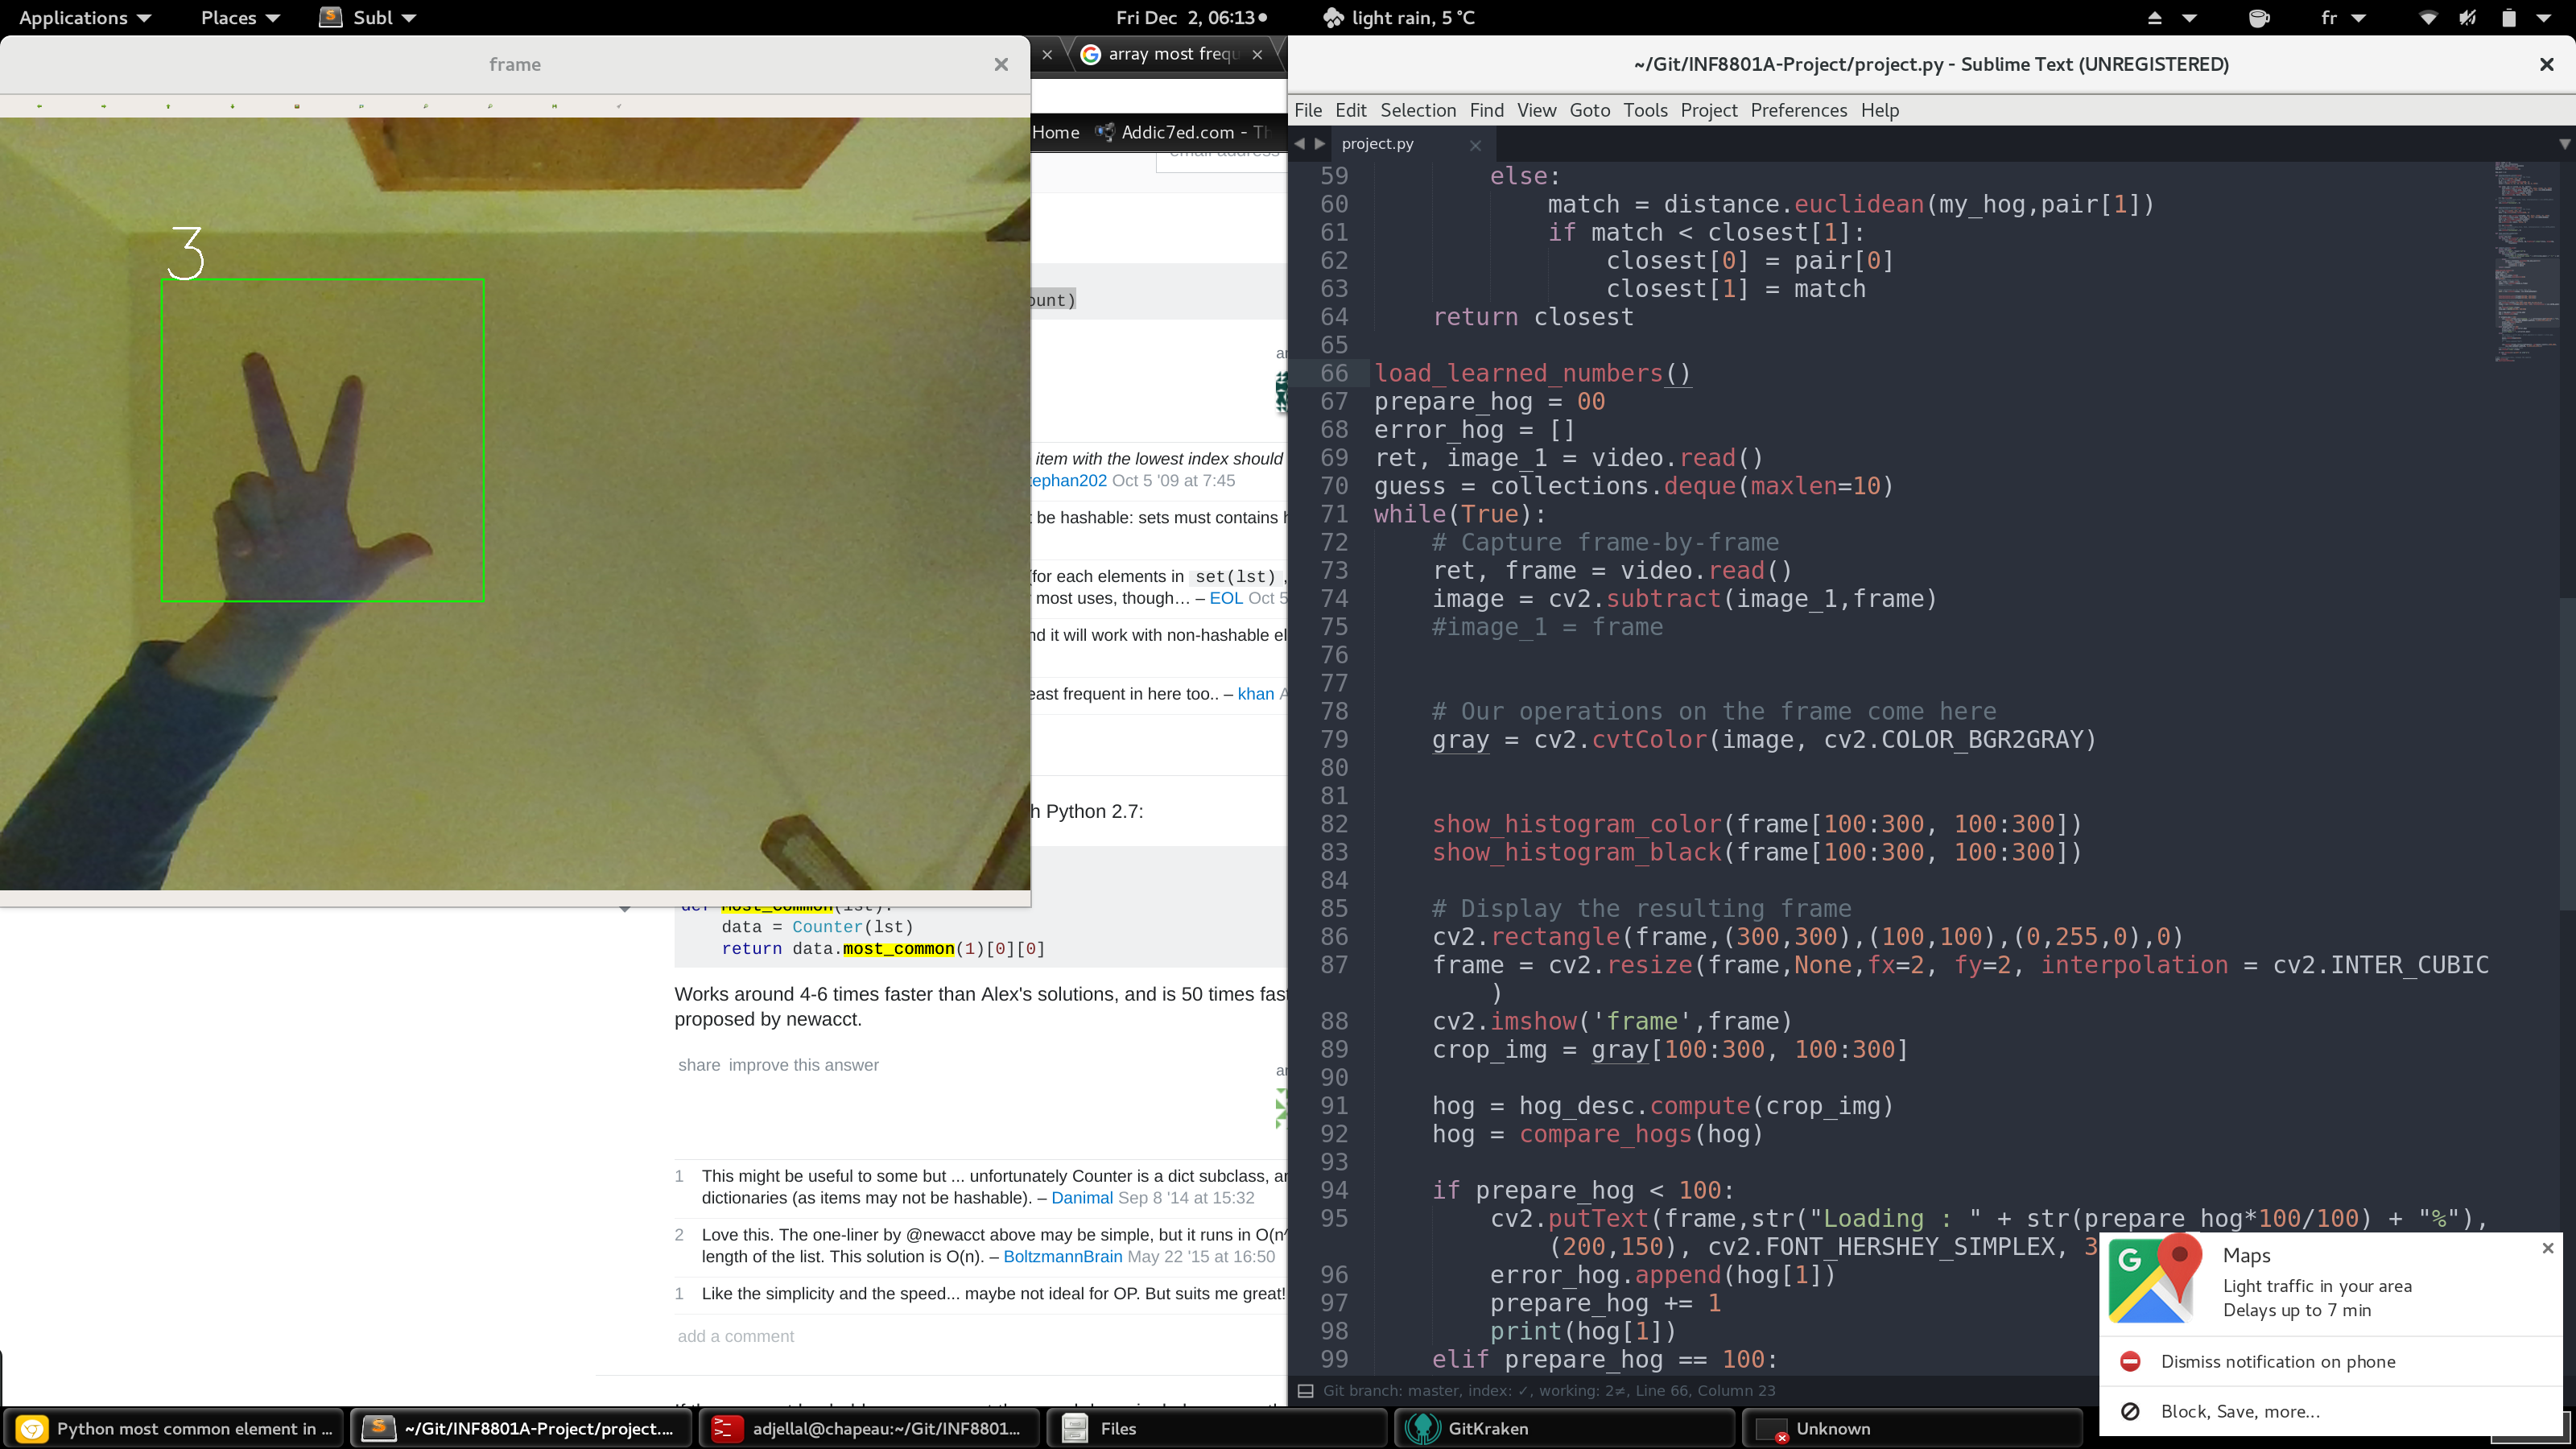 Applications Places Subl Fri Dec 2, 06:13 light rain, 5 °C fr
frame
3
array most frequ
Home Addic7ed.com - Th
email address
ount)
item with the lowest index should
tephan202 Oct 5 '09 at 7:45
be hashable: sets must contains
(for each elements in set(lst),
most uses, though… – EOL Oct 5
nd it will work with non-hashable el
east frequent in here too.. – khan A
h Python 2.7:
def most_common(lst):
data = Counter(lst)
return data.most_common(1)[0][0]
Works around 4-6 times faster than Alex's solutions, and is 50 times fas
proposed by newacct.
share improve this answer
1 This might be useful to some but ... unfortunately Counter is a dict subclass, a
dictionaries (as items may not be hashable). – Danimal Sep 8 '14 at 15:32
2 Love this. The one-liner by @newacct above may be simple, but it runs in O(n^
length of the list. This solution is O(n). – BoltzmannBrain May 22 '15 at 16:50
1 Like the simplicity and the speed... maybe not ideal for OP. But suits me great!
add a comment
~/Git/INF8801A-Project/project.py - Sublime Text (UNREGISTERED)
File Edit Selection Find View Goto Tools Project Preferences Help
project.py
59 else:
60 match = distance.euclidean(my_hog,pair[1])
61 if match < closest[1]:
62 closest[0] = pair[0]
63 closest[1] = match
64 return closest
65
66 load_learned_numbers()
67 prepare_hog = 00
68 error_hog = []
69 ret, image_1 = video.read()
70 guess = collections.deque(maxlen=10)
71 while(True):
72 # Capture frame-by-frame
73 ret, frame = video.read()
74 image = cv2.subtract(image_1,frame)
75 #image_1 = frame
76
77
78 # Our operations on the frame come here
79 gray = cv2.cvtColor(image, cv2.COLOR_BGR2GRAY)
80
81
82 show_histogram_color(frame[100:300, 100:300])
83 show_histogram_black(frame[100:300, 100:300])
84
85 # Display the resulting frame
86 cv2.rectangle(frame,(300,300),(100,100),(0,255,0),0)
87 frame = cv2.resize(frame,None,fx=2, fy=2, interpolation = cv2.INTER_CUBIC
)
88 cv2.imshow('frame',frame)
89 crop_img = gray[100:300, 100:300]
90
91 hog = hog_desc.compute(crop_img)
92 hog = compare_hogs(hog)
93
94 if prepare_hog < 100:
95 cv2.putText(frame,str("Loading : " + str(prepare_hog*100/100) + "%"),
(200,150), cv2.FONT_HERSHEY_SIMPLEX, 3
96 error_hog.append(hog[1])
97 prepare_hog += 1
98 print(hog[1])
99 elif prepare_hog == 100:
Git branch: master, index: ✓, working: 2≠, Line 66, Column 23
Maps
Light traffic in your area
Delays up to 7 min
Dismiss notification on phone
Block, Save, more...
Python most common element in ... ~/Git/INF8801A-Project/project.... adjellal@chapeau:~/Git/INF8801... Files GitKraken Unknown